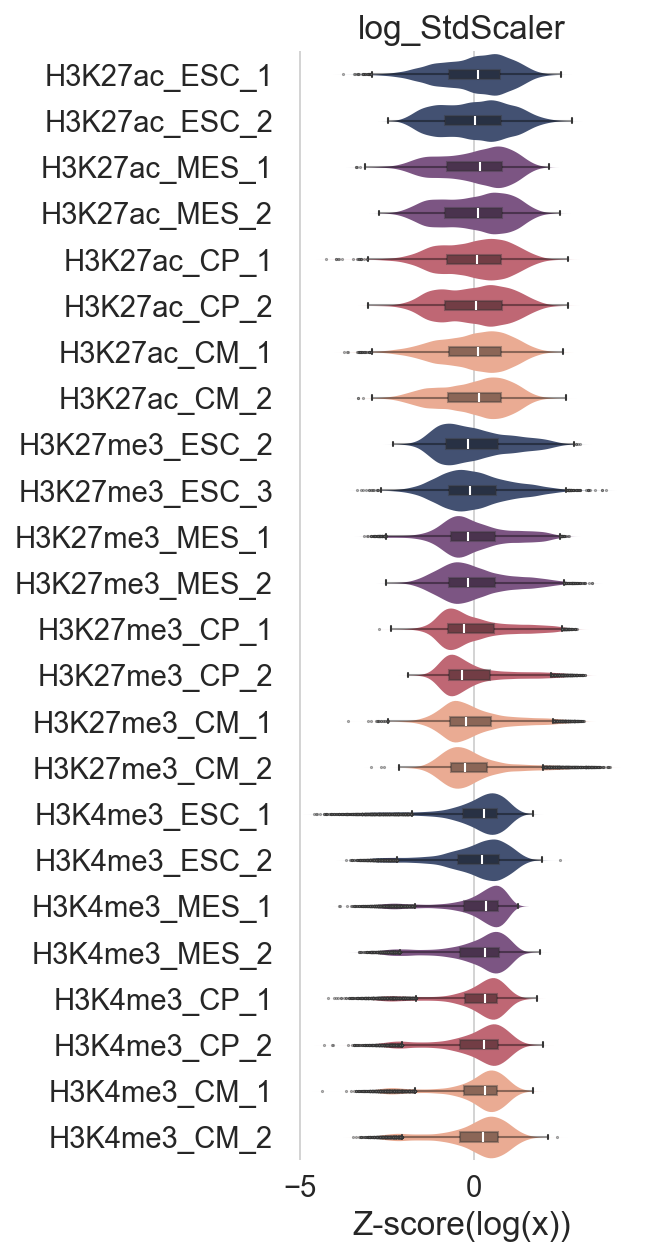 log_StdScaler
H3K27ac_ESC_1
H3K27ac_ESC_2
H3K27ac_MES_1
H3K27ac_MES_2
H3K27ac_CP_1
H3K27ac_CP_2
H3K27ac_CM_1
H3K27ac_CM_2
H3K27me3_ESC_2
H3K27me3_ESC_3
H3K27me3_MES_1
H3K27me3_MES_2
H3K27me3_CP_1
H3K27me3_CP_2
H3K27me3_CM_1
H3K27me3_CM_2
H3K4me3_ESC_1
H3K4me3_ESC_2
H3K4me3_MES_1
H3K4me3_MES_2
H3K4me3_CP_1
H3K4me3_CP_2
H3K4me3_CM_1
H3K4me3_CM_2
−5 0
Z-score(log(x))